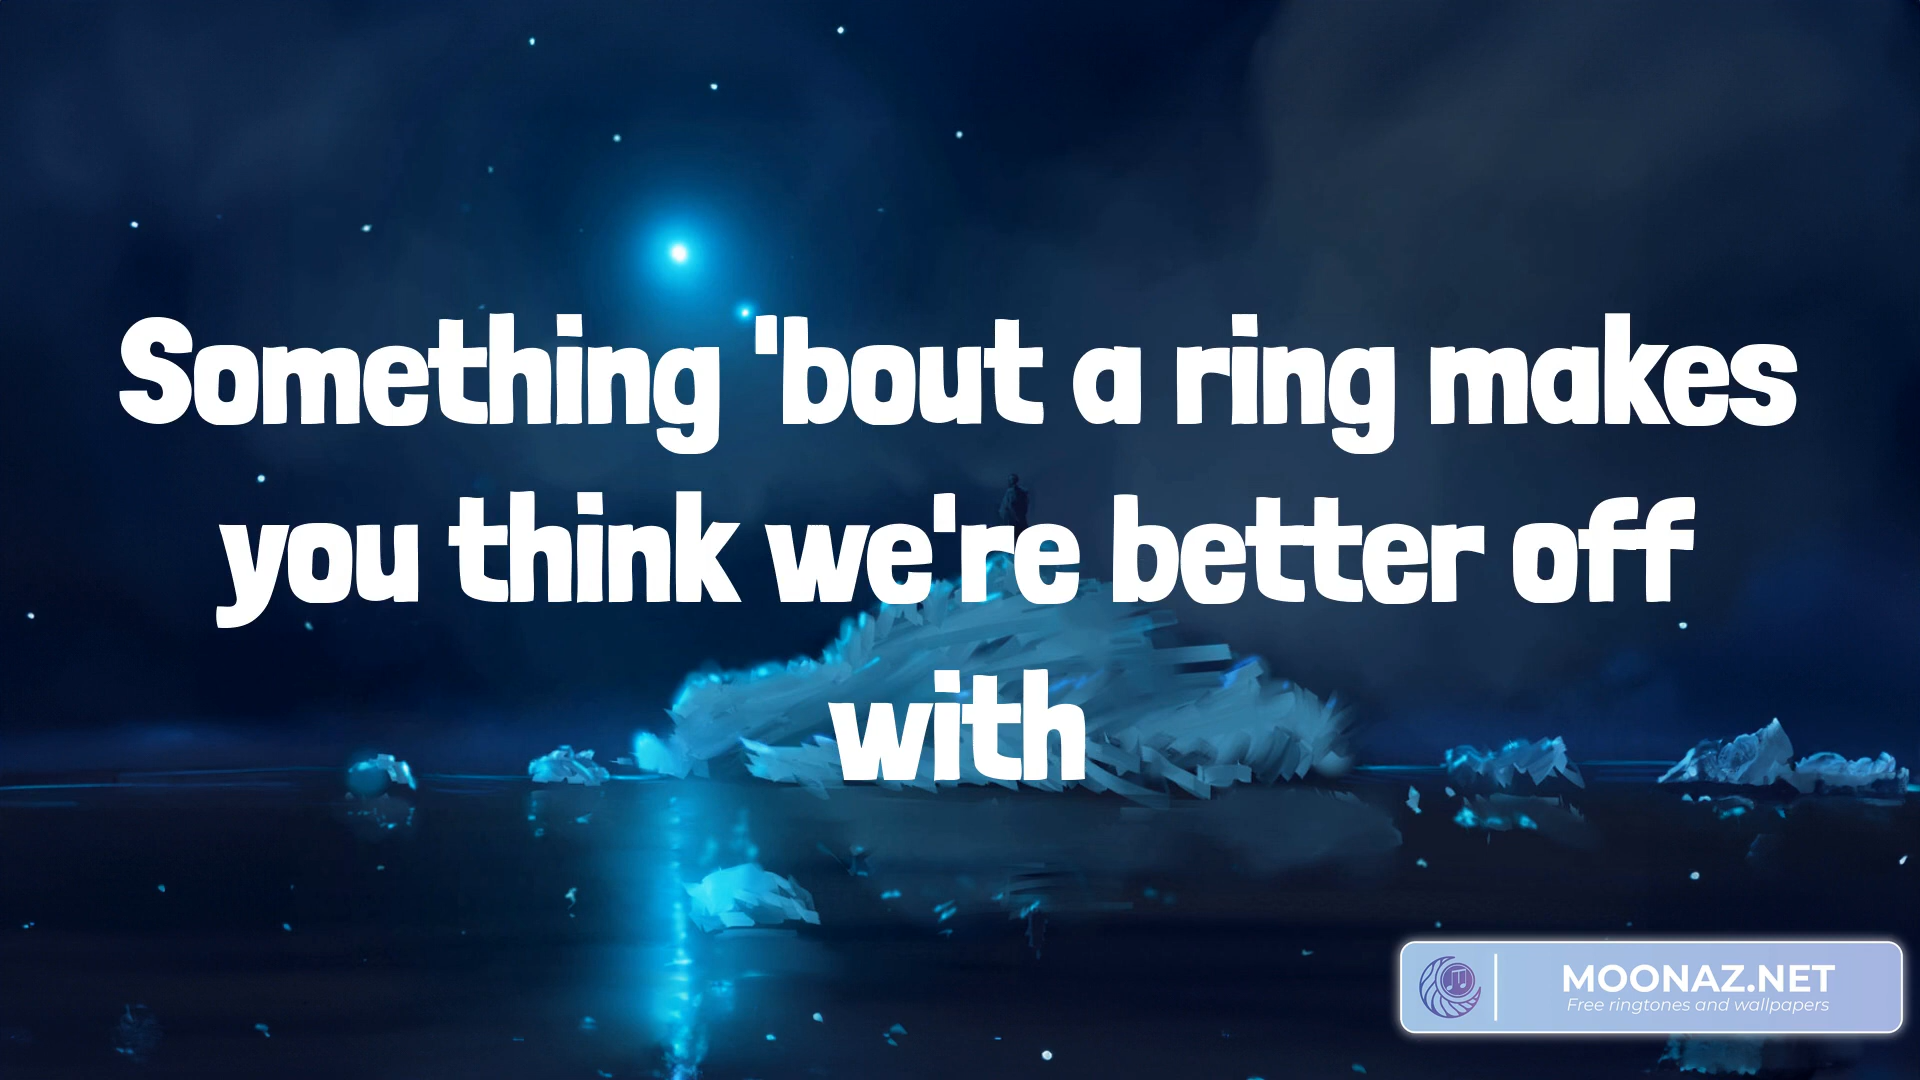 Something 'bout a ring makes
you think we're better off
with
MOONAZ.NET
Free ringtones and wallpapers